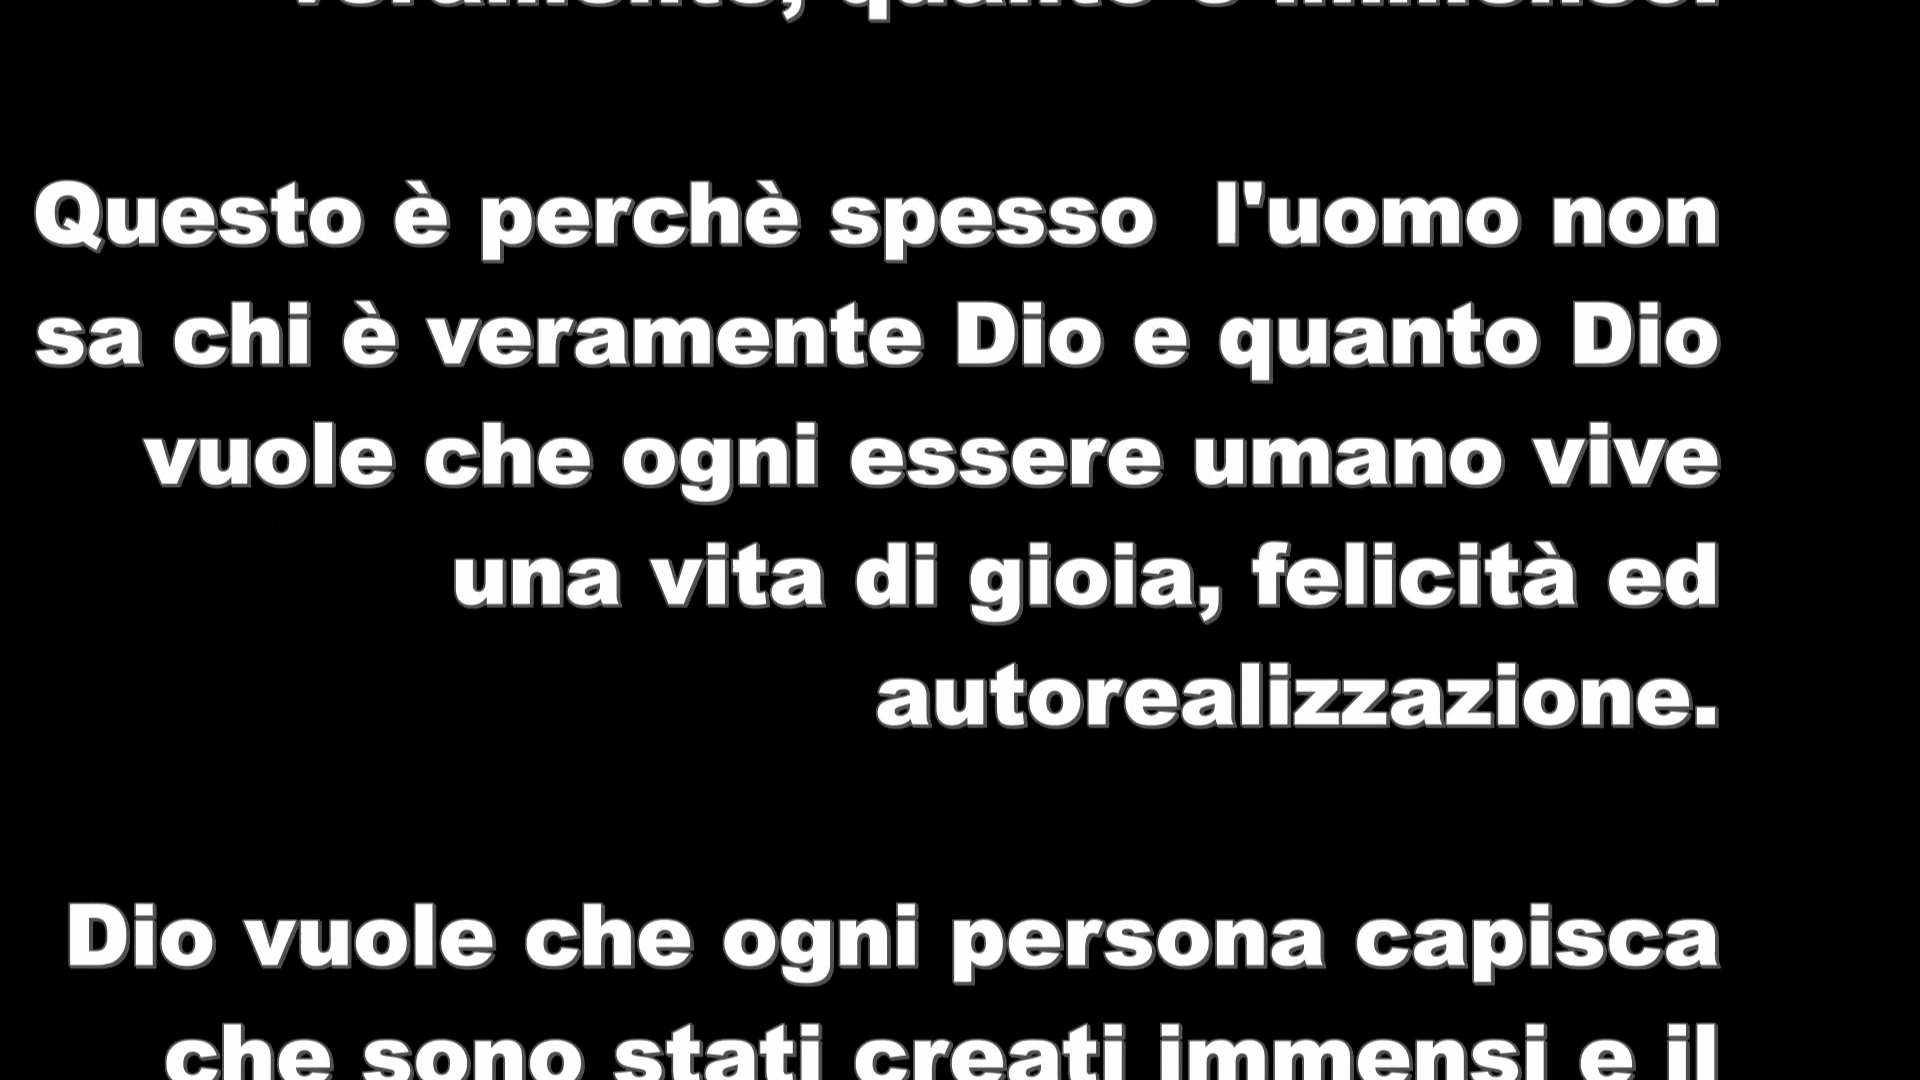 veramente, quanto è immenso.
Questo è perchè spesso  l'uomo non
sa chi è veramente Dio e quanto Dio
vuole che ogni essere umano vive
una vita di gioia, felicità ed
autorealizzazione.
Dio vuole che ogni persona capisca
che sono stati creati immensi e il